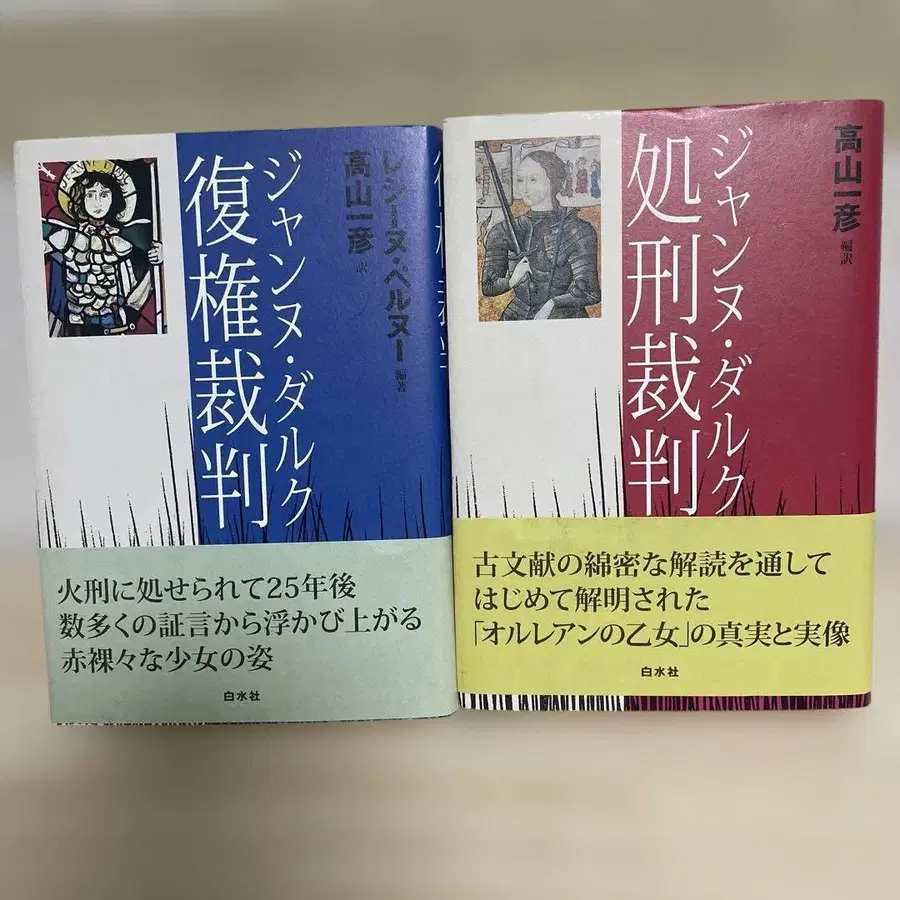 ジャンヌ・ダルク
復権裁判
レジーヌ・ペルヌー 編著
高山一彦 訳
火刑に処せられて25年後
数多くの証言から浮かび上がる
赤裸々な少女の姿
白水社
ジャンヌ・ダルク
処刑裁判
高山一彦 編訳
古文献の綿密な解読を通して
はじめて解明された
「オルレアンの乙女」の真実と実像
白水社